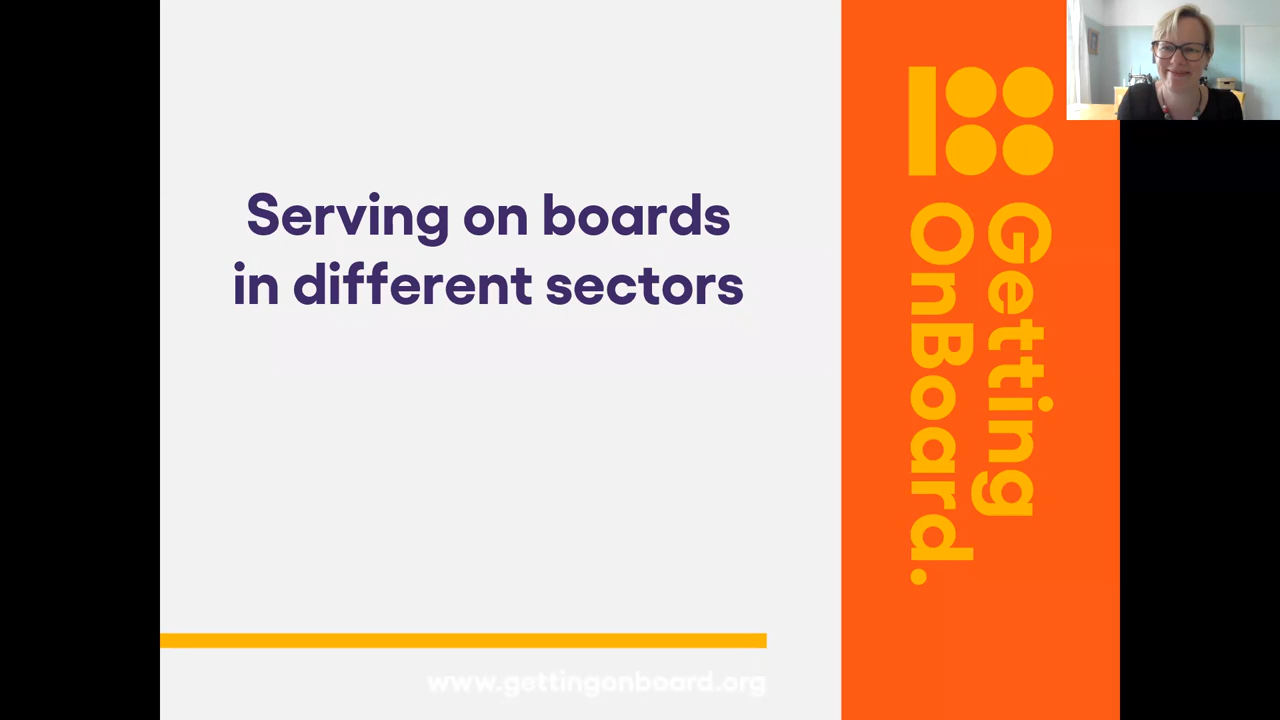 Serving on boards
in different sectors
Getting
OnBoard.
www.gettingonboard.org